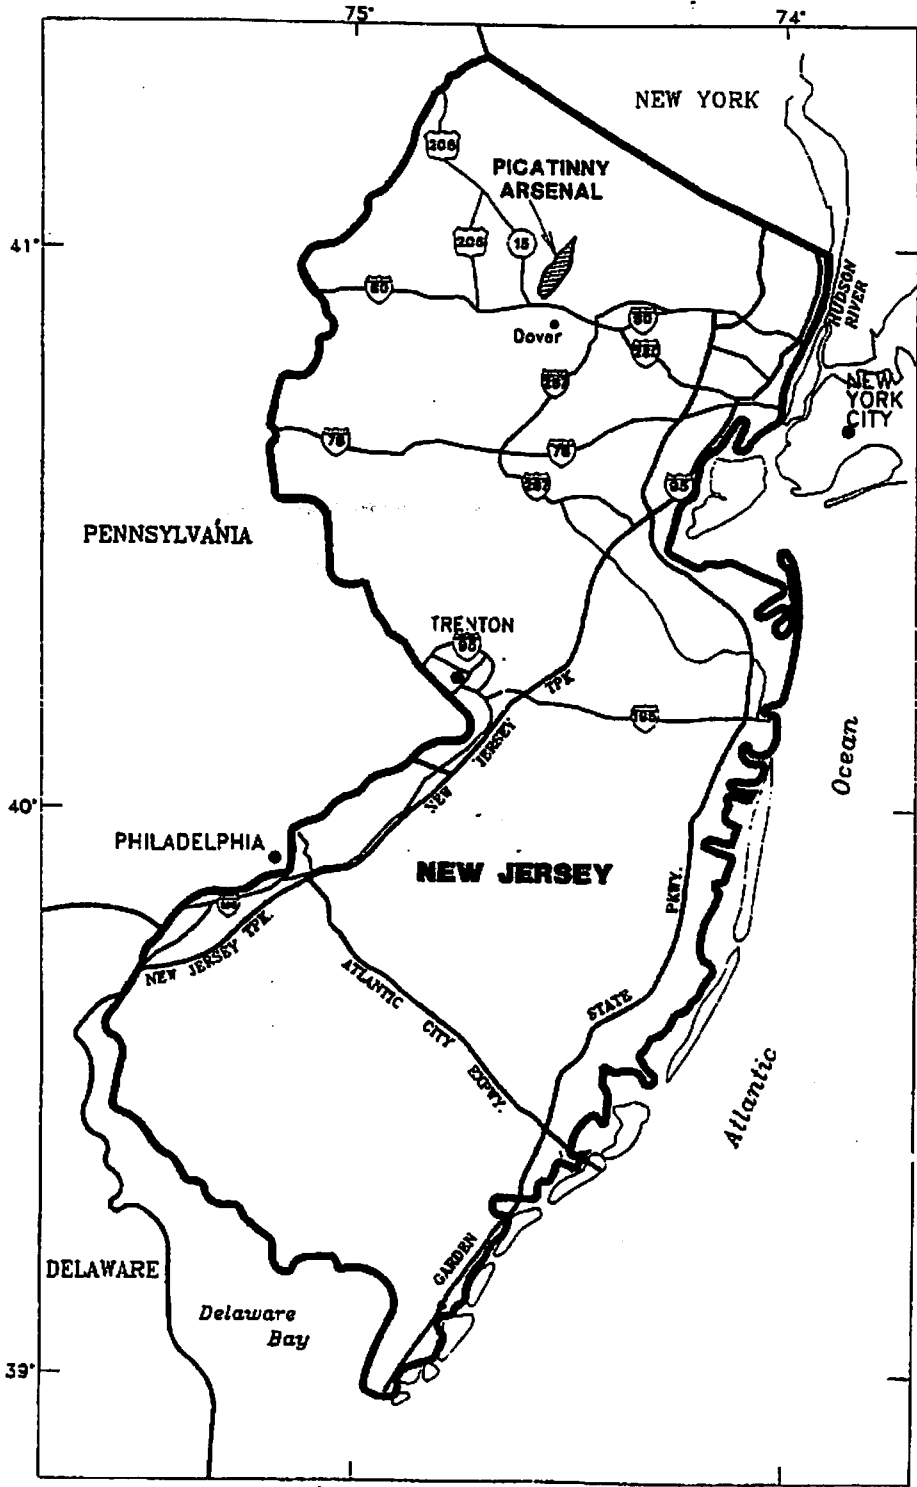 75°
74°
NEW YORK
206
PICATINNY
ARSENAL
41°
206
15
HUDSON
RIVER
80
80
Dover
280
287
NEW
YORK
CITY
78
78
287
95
PENNSYLVANIA
TRENTON
95
TPK
195
JERSEY
NEW
Ocean
40°
PHILADELPHIA
NEW JERSEY
PKWY.
NEW JERSEY TPK.
ATLANTIC
CITY
EXPWY.
STATE
Atlantic
GARDEN
DELAWARE
Delaware
Bay
39°